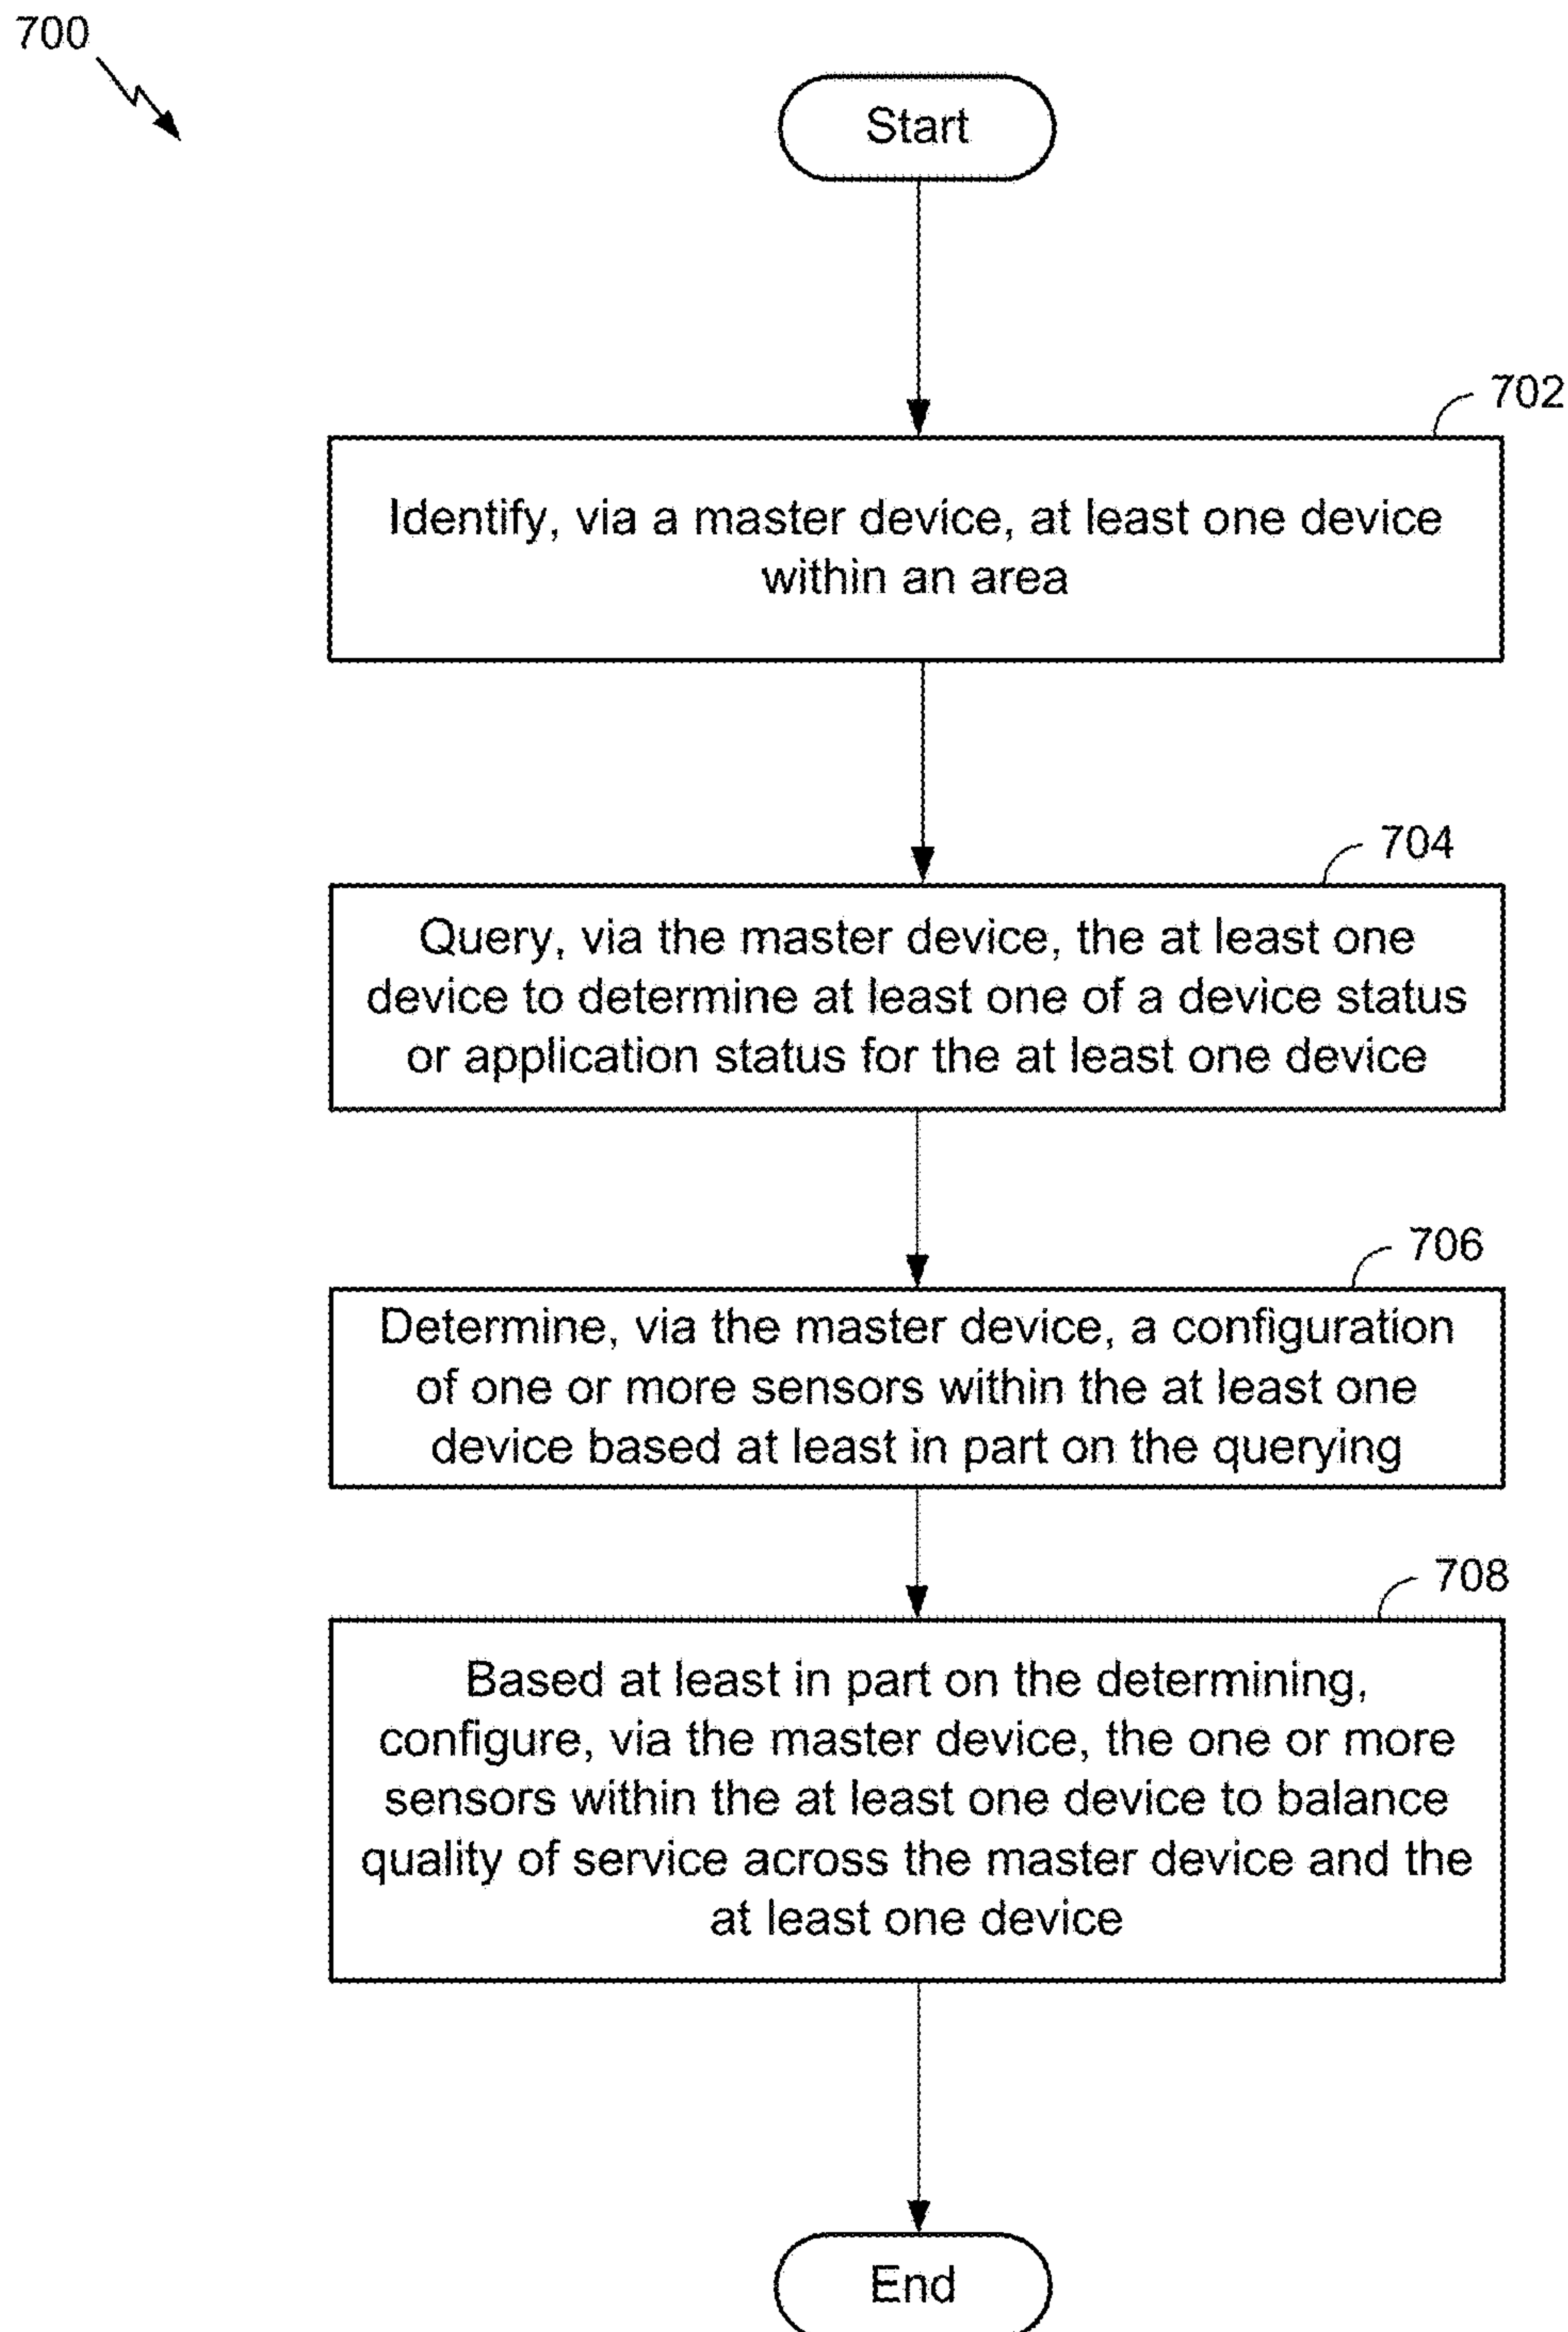 700
Start
702
Identify, via a master device, at least one device
within an area
704
Query, via the master device, the at least one
device to determine at least one of a device status
or application status for the at least one device
706
Determine, via the master device, a configuration
of one or more sensors within the at least one
device based at least in part on the querying
708
Based at least in part on the determining,
configure, via the master device, the one or more
sensors within the at least one device to balance
quality of service across the master device and the
at least one device
End